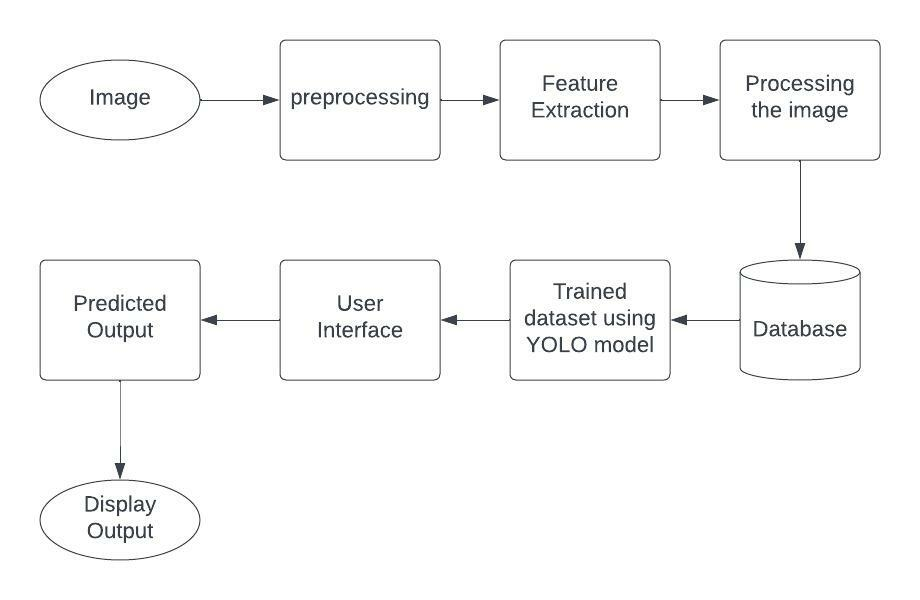 Image
preprocessing
Feature
Extraction
Processing
the image
Database
Trained
dataset using
YOLO model
User
Interface
Predicted
Output
Display
Output